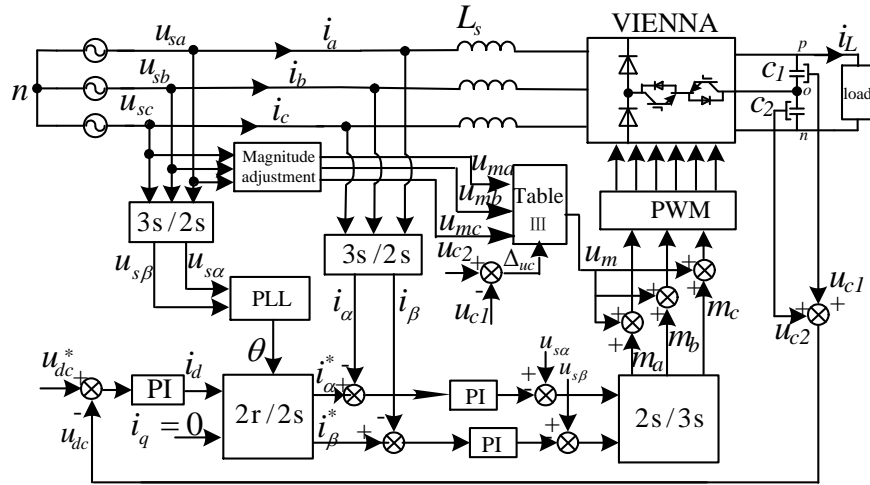 VIENNA
u_sa
i_a
L_s
p
i_L
u_sb
i_b
c_1
n
o
load
u_sc
i_c
c_2
n
Magnitude adjustment
u_ma
u_mb
u_mc
Table III
PWM
3s/2s
3s/2s
u_c2
+
-
Δ_uc
u_c1
u_m
+
+
+
+
+
+
u_sβ
u_sα
PLL
i_α
i_β
m_a
m_b
m_c
u_c1
+
+
u_c2
θ
u_dc*
+
-
u_dc
PI
i_d
i_q = 0
2r/2s
i_α*
-
+
i_β*
-
+
PI
PI
u_sα
+
-
u_sβ
+
+
2s/3s